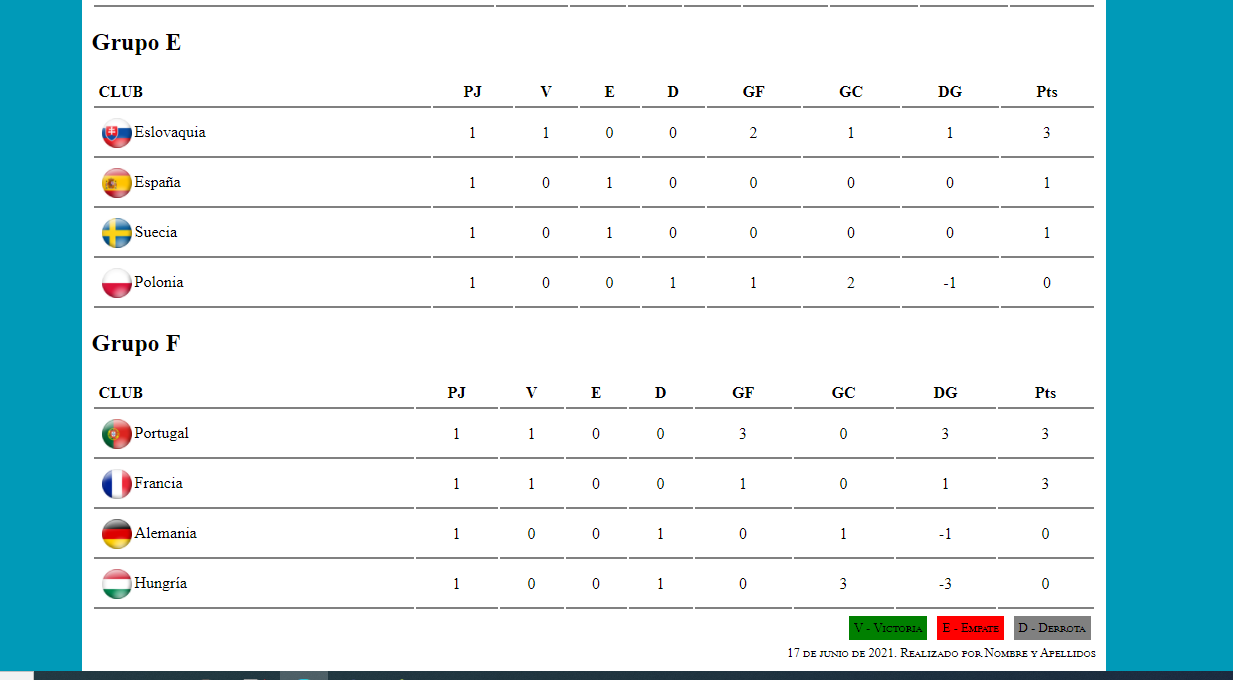 Grupo E
CLUB PJ V E D GF GC DG Pts
Eslovaquia 1 1 0 0 2 1 1 3
España 1 0 1 0 0 0 0 1
Suecia 1 0 1 0 0 0 0 1
Polonia 1 0 0 1 1 2 -1 0
Grupo F
CLUB PJ V E D GF GC DG Pts
Portugal 1 1 0 0 3 0 3 3
Francia 1 1 0 0 1 0 1 3
Alemania 1 0 0 1 0 1 -1 0
Hungría 1 0 0 1 0 3 -3 0
V - Victoria E - Empate D - Derrota
17 de junio de 2021. Realizado por Nombre y Apellidos